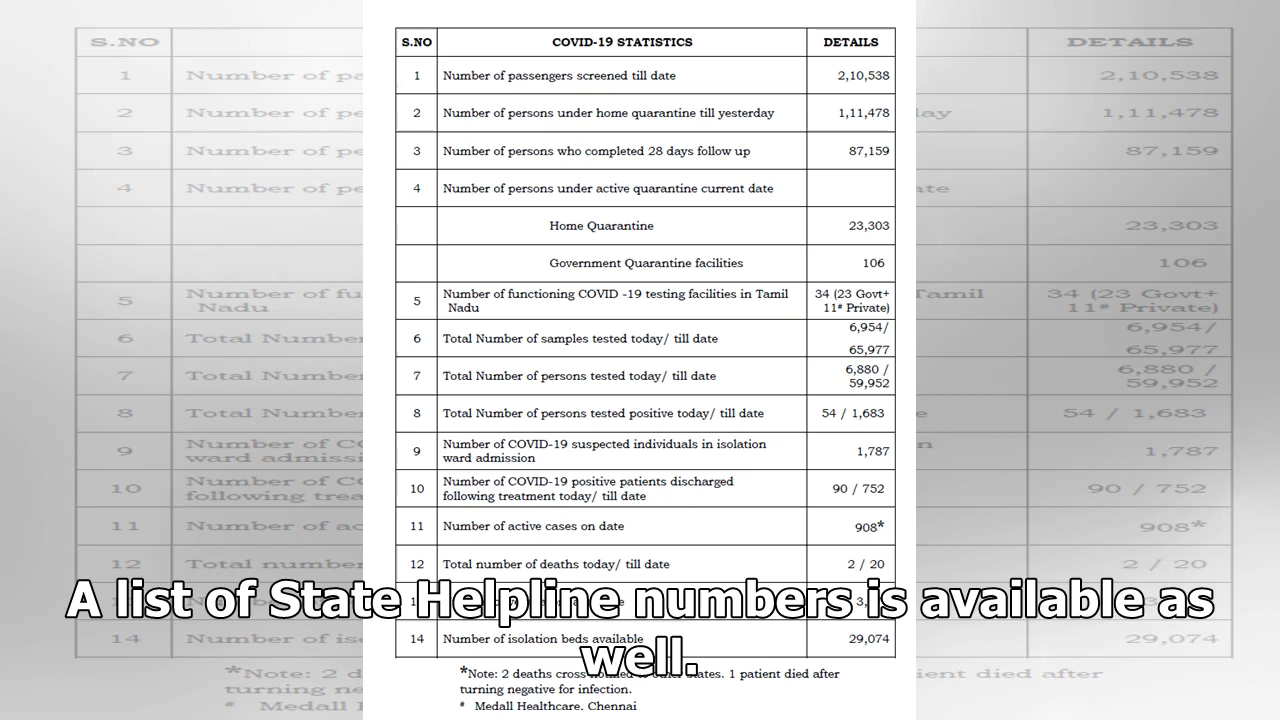 S.NO COVID-19 STATISTICS DETAILS
1 Number of passengers screened till date 2,10,538
2 Number of persons under home quarantine till yesterday 1,11,478
3 Number of persons who completed 28 days follow up 87,159
4 Number of persons under active quarantine current date
Home Quarantine 23,303
Government Quarantine facilities 106
5 Number of functioning COVID -19 testing facilities in Tamil Nadu 34 (23 Govt+ 11# Private)
6 Total Number of samples tested today/ till date 6,954/ 65,977
7 Total Number of persons tested today/ till date 6,880 / 59,952
8 Total Number of persons tested positive today/ till date 54 / 1,683
9 Number of COVID-19 suspected individuals in isolation ward admission 1,787
10 Number of COVID-19 positive patients discharged following treatment today/ till date 90 / 752
11 Number of active cases on date 908*
12 Total number of deaths today/ till date 2 / 20
A list of State Helpline numbers is available as
14 Number of isolation beds available 29,074
well.
*Note: 2 deaths cross states. 1 patient died after
turning negative for infection.
# Medall Healthcare, Chennai